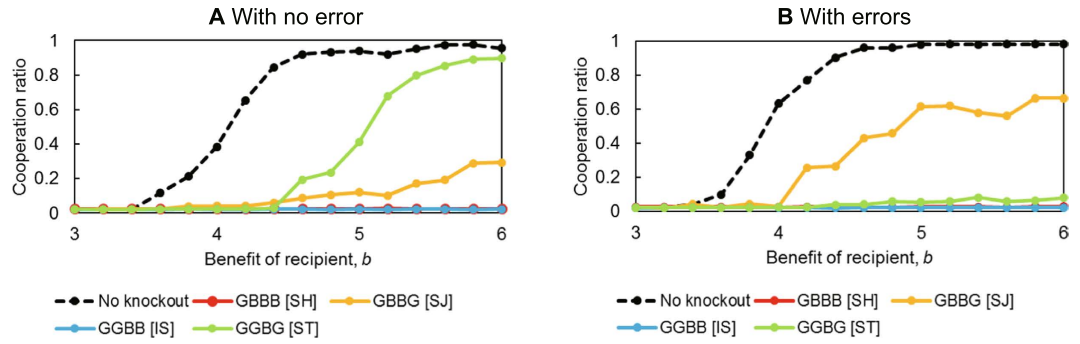 A With no error
Cooperation ratio
1
0.8
0.6
0.4
0.2
0
3
4
5
6
Benefit of recipient, b
No knockout
GBBB [SH]
GBBG [SJ]
GGBB [IS]
GGBG [ST]
B With errors
Cooperation ratio
1
0.8
0.6
0.4
0.2
0
3
4
5
6
Benefit of recipient, b
No knockout
GBBB [SH]
GBBG [SJ]
GGBB [IS]
GGBG [ST]